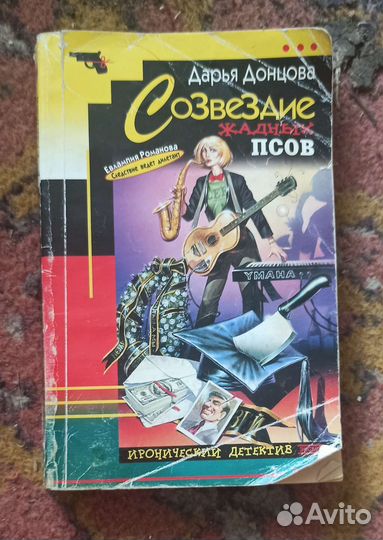 Дарья Донцова
Созвездие
жадных
псов
Евлампия Романова
Следствие ведет дилетант
YMAHA
Иронический детектив
Avito